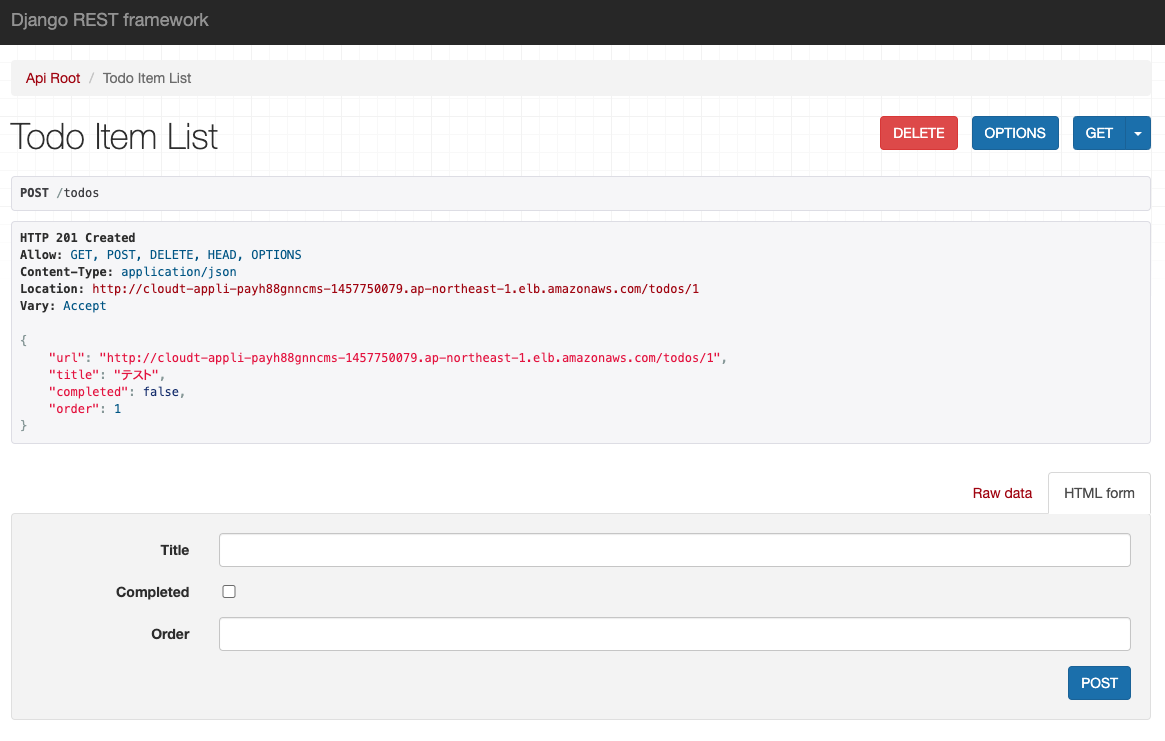 Django REST framework
Api Root / Todo Item List
Todo Item List
DELETE
OPTIONS
GET
POST /todos
HTTP 201 Created
Allow: GET, POST, DELETE, HEAD, OPTIONS
Content-Type: application/json
Location: http://cloudt-appli-payh88gnncms-1457750079.ap-northeast-1.elb.amazonaws.com/todos/1
Vary: Accept
{
    "url": "http://cloudt-appli-payh88gnncms-1457750079.ap-northeast-1.elb.amazonaws.com/todos/1",
    "title": "テスト",
    "completed": false,
    "order": 1
}
Raw data
HTML form
Title
Completed
Order
POST